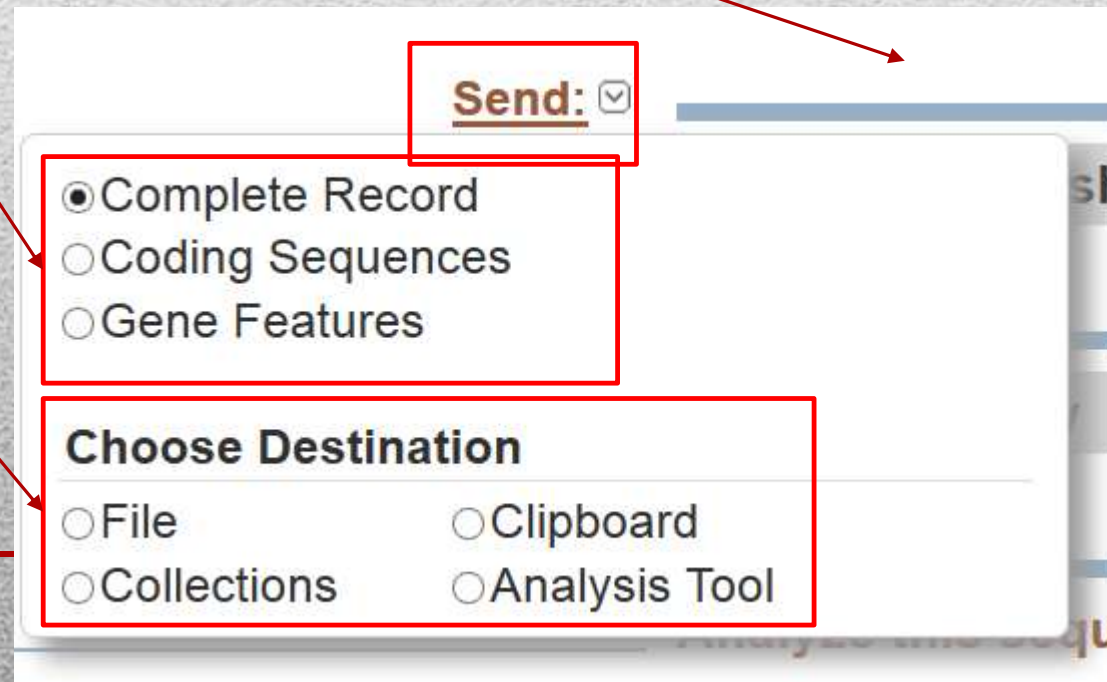 Send:
Complete Record
Coding Sequences
Gene Features
Choose Destination
File Clipboard
Collections Analysis Tool